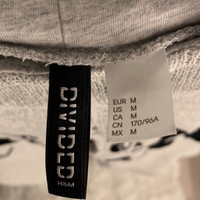 DIVIDED
H&M
EUR M
US M
CA M
CN 170/96A
MX M